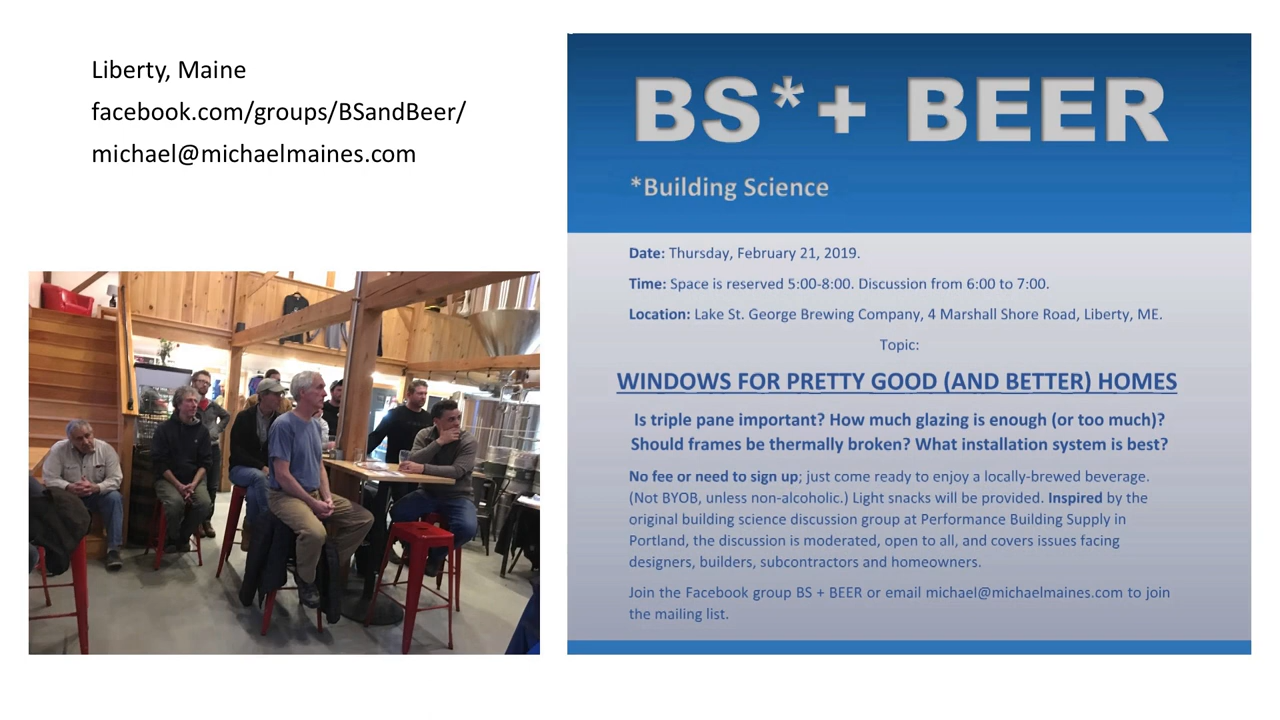 Liberty, Maine
facebook.com/groups/BSandBeer/
michael@michaelmaines.com
BS*+ BEER
*Building Science
Date: Thursday, February 21, 2019.
Time: Space is reserved 5:00-8:00. Discussion from 6:00 to 7:00.
Location: Lake St. George Brewing Company, 4 Marshall Shore Road, Liberty, ME.
Topic:
WINDOWS FOR PRETTY GOOD (AND BETTER) HOMES
Is triple pane important? How much glazing is enough (or too much)?
Should frames be thermally broken? What installation system is best?
No fee or need to sign up; just come ready to enjoy a locally-brewed beverage.
(Not BYOB, unless non-alcoholic.) Light snacks will be provided. Inspired by the
original building science discussion group at Performance Building Supply in
Portland, the discussion is moderated, open to all, and covers issues facing
designers, builders, subcontractors and homeowners.
Join the Facebook group BS + BEER or email michael@michaelmaines.com to join
the mailing list.